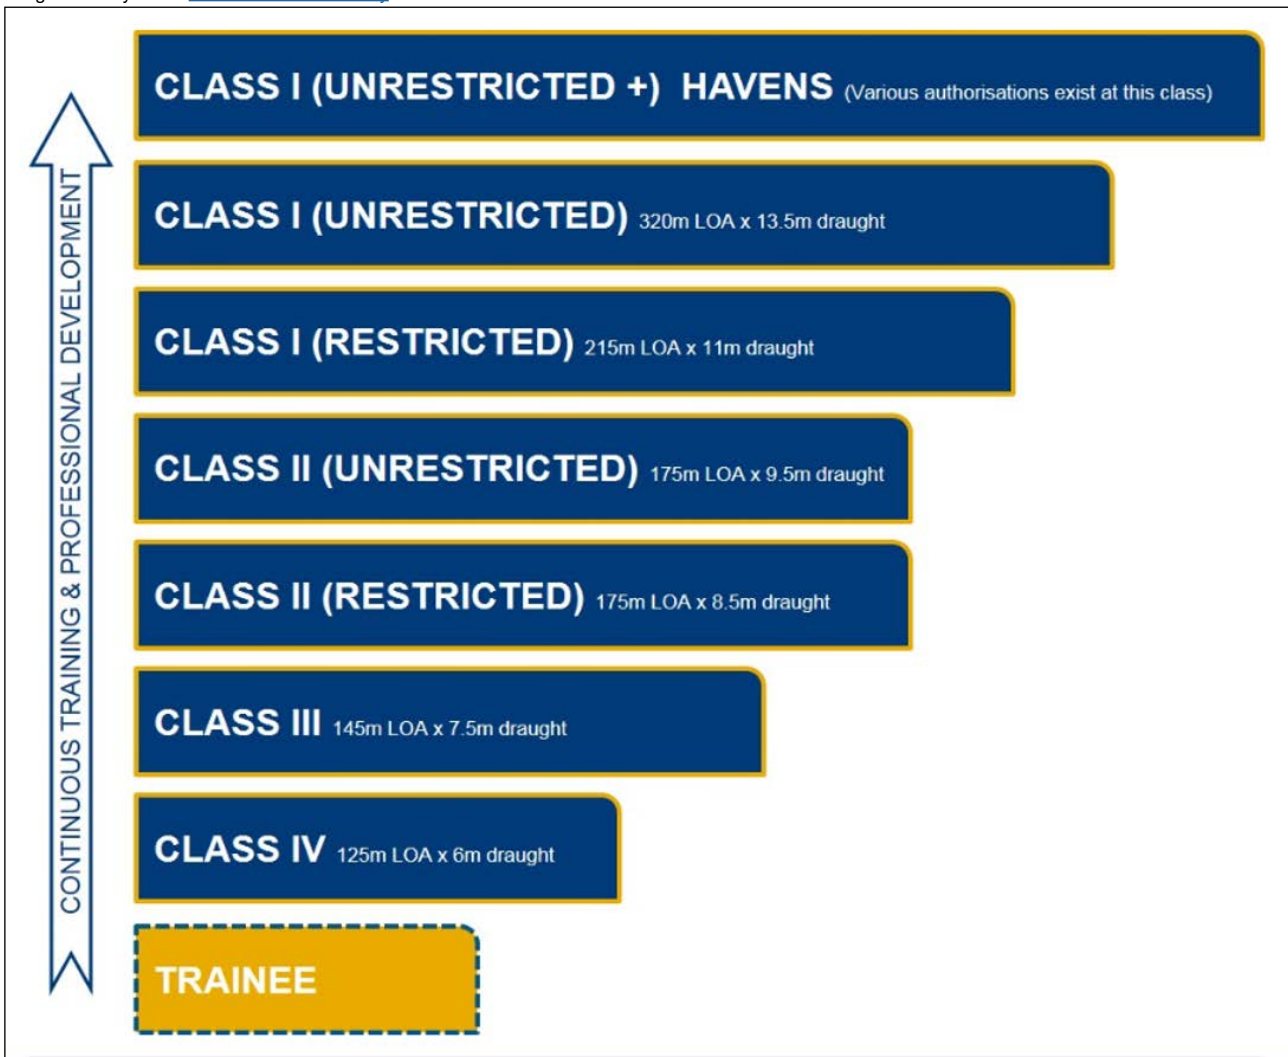 CLASS I (UNRESTRICTED +) HAVENS (Various authorisations exist at this class)
CLASS I (UNRESTRICTED) 320m LOA x 13.5m draught
CLASS I (RESTRICTED) 215m LOA x 11m draught
CLASS II (UNRESTRICTED) 175m LOA x 9.5m draught
CLASS II (RESTRICTED) 175m LOA x 8.5m draught
CLASS III 145m LOA x 7.5m draught
CLASS IV 125m LOA x 6m draught
TRAINEE
CONTINUOUS TRAINING & PROFESSIONAL DEVELOPMENT